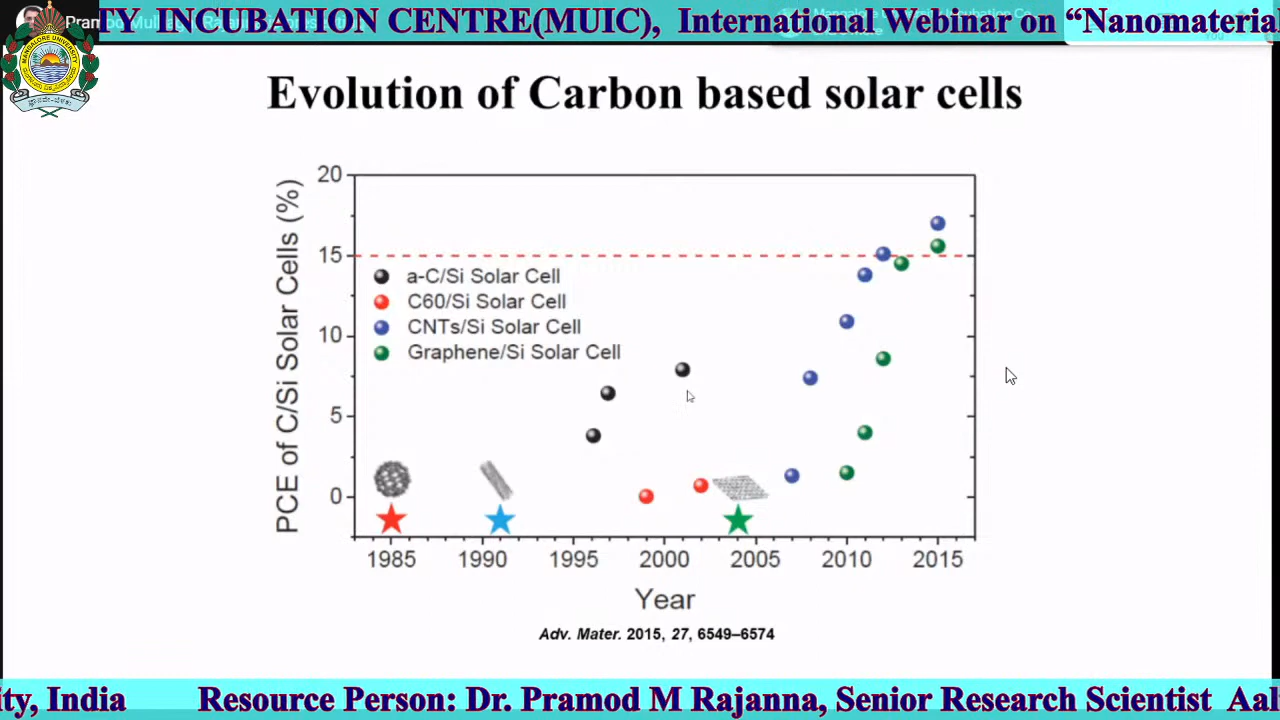 TY INCUBATION CENTRE(MUIC), International Webinar on “Nanomateria
MANGALORE UNIVERSITY
Evolution of Carbon based solar cells
PCE of C/Si Solar Cells (%)
20
15
10
5
0
a-C/Si Solar Cell
C60/Si Solar Cell
CNTs/Si Solar Cell
Graphene/Si Solar Cell
1985 1990 1995 2000 2005 2010 2015
Year
Adv. Mater. 2015, 27, 6549–6574
ity, India Resource Person: Dr. Pramod M Rajanna, Senior Research Scientist Aal